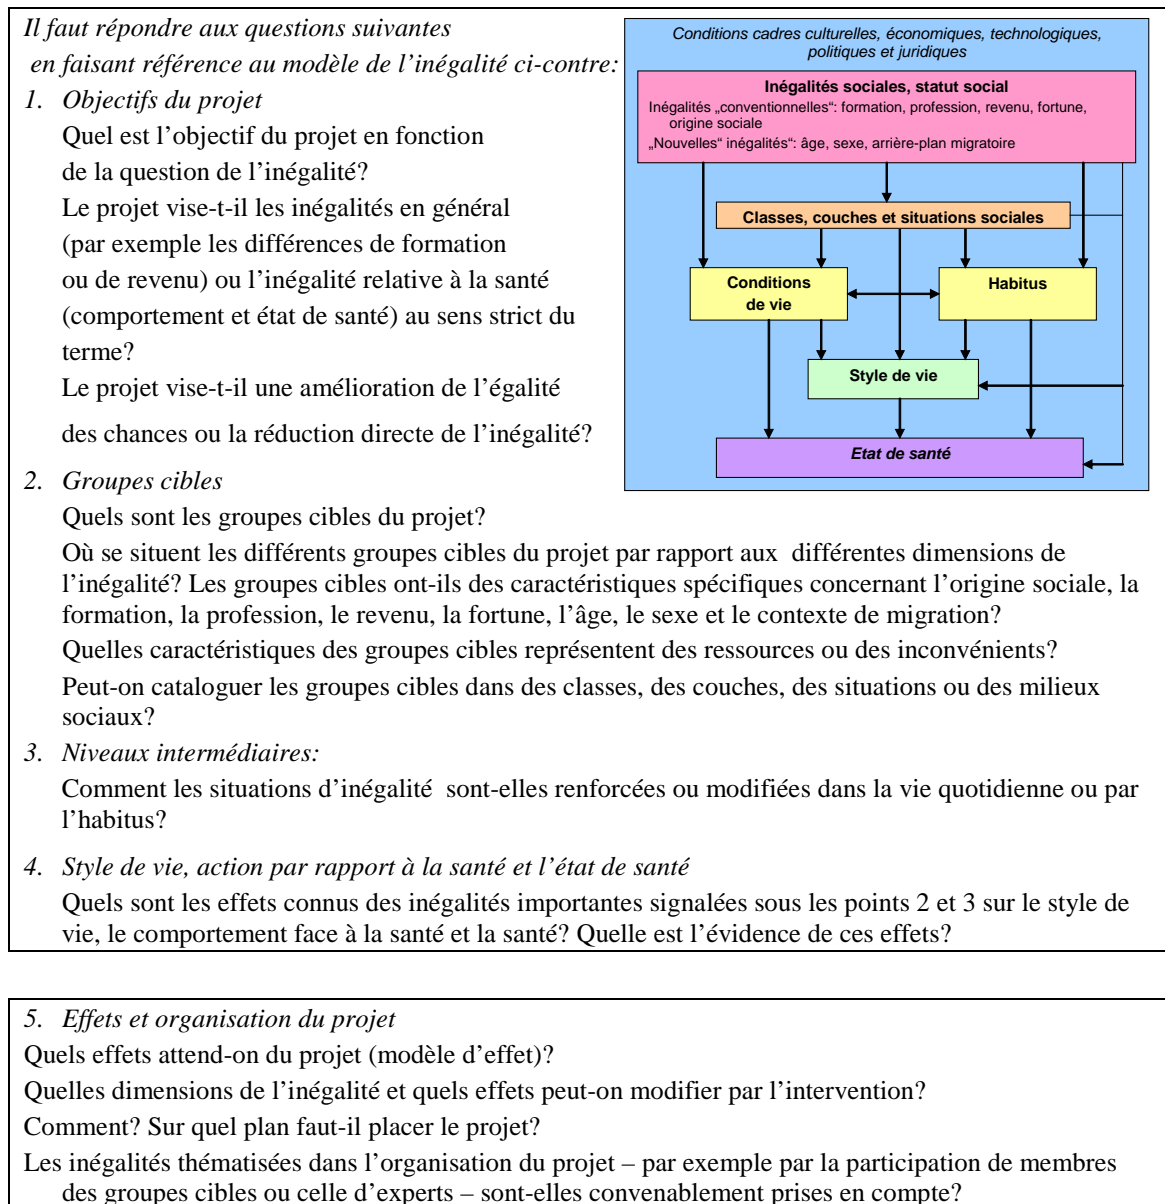 Il faut répondre aux questions suivantes
en faisant référence au modèle de l’inégalité ci-contre:
1. Objectifs du projet
Quel est l’objectif du projet en fonction
de la question de l’inégalité?
Le projet vise-t-il les inégalités en général
(par exemple les différences de formation
ou de revenu) ou l’inégalité relative à la santé
(comportement et état de santé) au sens strict du
terme?
Le projet vise-t-il une amélioration de l’égalité
des chances ou la réduction directe de l’inégalité?
Conditions cadres culturelles, économiques, technologiques,
politiques et juridiques
Inégalités sociales, statut social
Inégalités „conventionnelles“: formation, profession, revenu, fortune,
origine sociale
„Nouvelles“ inégalités“: âge, sexe, arrière-plan migratoire
Classes, couches et situations sociales
Conditions
de vie
Habitus
Style de vie
Etat de santé
2. Groupes cibles
Quels sont les groupes cibles du projet?
Où se situent les différents groupes cibles du projet par rapport aux différentes dimensions de
l’inégalité? Les groupes cibles ont-ils des caractéristiques spécifiques concernant l’origine sociale, la
formation, la profession, le revenu, la fortune, l’âge, le sexe et le contexte de migration?
Quelles caractéristiques des groupes cibles représentent des ressources ou des inconvénients?
Peut-on cataloguer les groupes cibles dans des classes, des couches, des situations ou des milieux
sociaux?
3. Niveaux intermédiaires:
Comment les situations d’inégalité sont-elles renforcées ou modifiées dans la vie quotidienne ou par
l’habitus?
4. Style de vie, action par rapport à la santé et l’état de santé
Quels sont les effets connus des inégalités importantes signalées sous les points 2 et 3 sur le style de
vie, le comportement face à la santé et la santé? Quelle est l’évidence de ces effets?
5. Effets et organisation du projet
Quels effets attend-on du projet (modèle d’effet)?
Quelles dimensions de l’inégalité et quels effets peut-on modifier par l’intervention?
Comment? Sur quel plan faut-il placer le projet?
Les inégalités thématisées dans l’organisation du projet – par exemple par la participation de membres
des groupes cibles ou celle d’experts – sont-elles convenablement prises en compte?